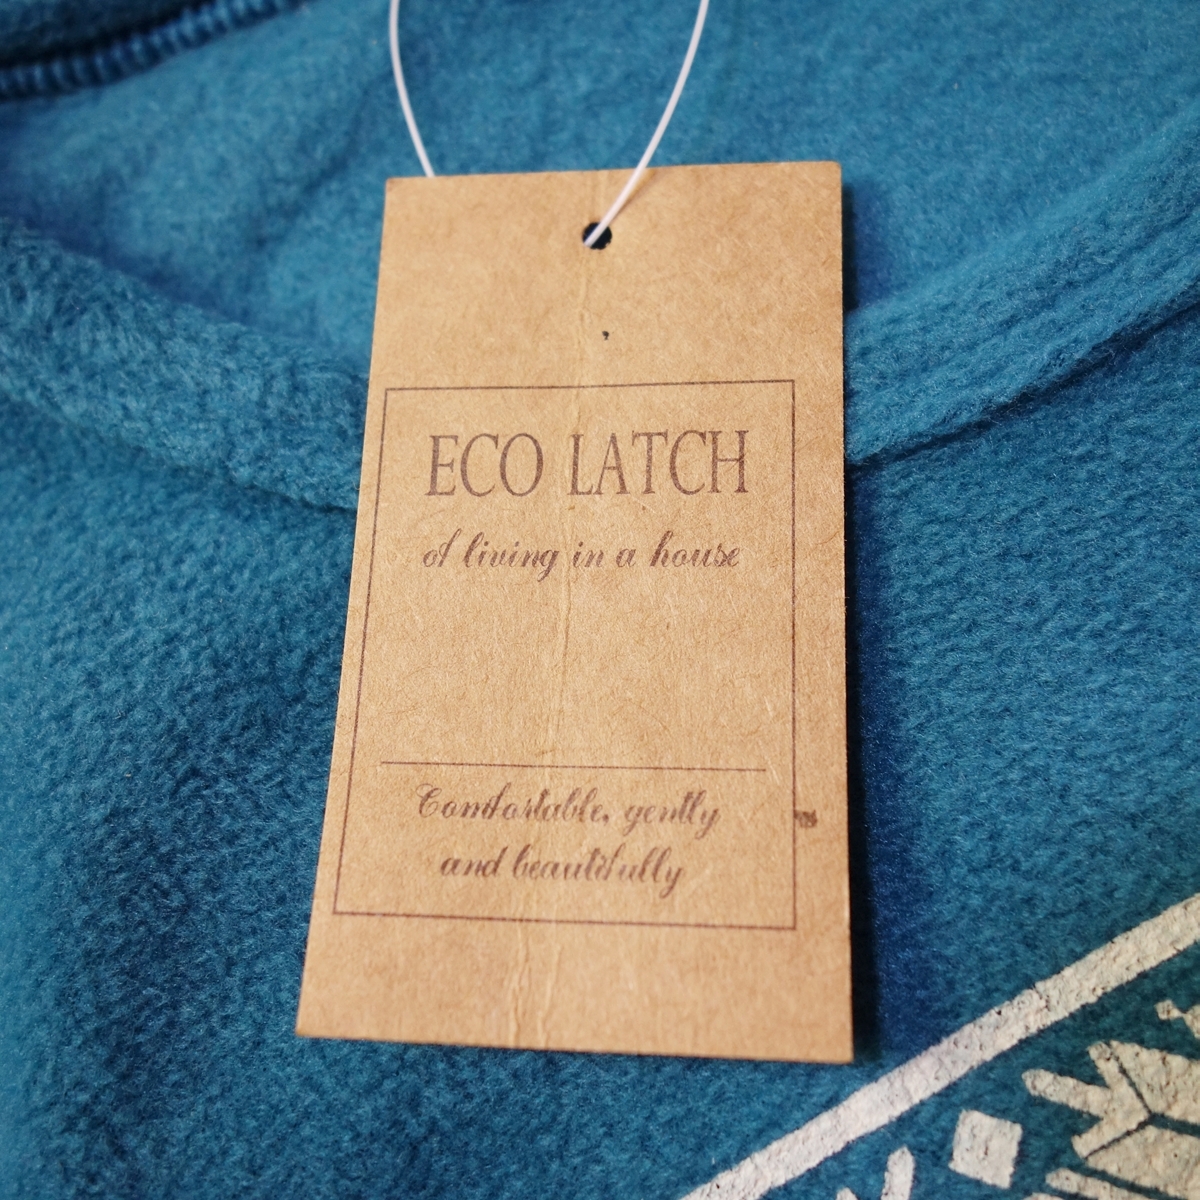 ECO LATCH
of living in a house
Comfortable, gently
and beautifully